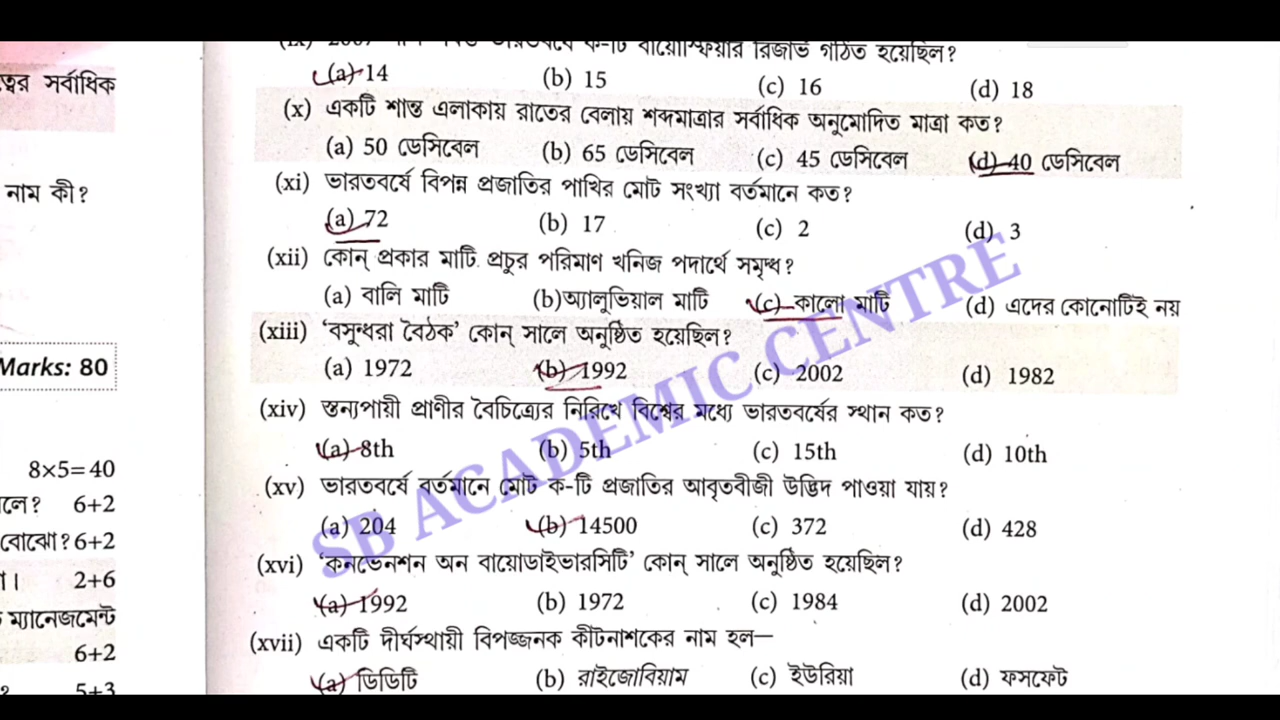 ত্বের সর্বাধিক
নাম কী?
Marks: 80
8×5=40
লে? 6+2
বোঝো? 6+2
। 2+6
ম্যানেজমেন্ট
6+2
5+3
ভারতবর্ষে ক-টি বায়োস্ফিয়ার রিজার্ভ গঠিত হয়েছিল?
(a) 14 (b) 15 (c) 16 (d) 18
(x) একটি শান্ত এলাকায় রাতের বেলায় শব্দমাত্রার সর্বাধিক অনুমোদিত মাত্রা কত?
(a) 50 ডেসিবেল (b) 65 ডেসিবেল (c) 45 ডেসিবেল (d) 40 ডেসিবেল
(xi) ভারতবর্ষে বিপন্ন প্রজাতির পাখির মোট সংখ্যা বর্তমানে কত?
(a) 72 (b) 17 (c) 2 (d) 3
(xii) কোন্ প্রকার মাটি প্রচুর পরিমাণ খনিজ পদার্থে সমৃদ্ধ?
(a) বালি মাটি (b)অ্যালুভিয়াল মাটি (c) কালো মাটি (d) এদের কোনোটিই নয়
(xiii) ‘বসুন্ধরা বৈঠক’ কোন্ সালে অনুষ্ঠিত হয়েছিল?
(a) 1972 (b) 1992 (c) 2002 (d) 1982
(xiv) স্তন্যপায়ী প্রাণীর বৈচিত্র্যের নিরিখে বিশ্বের মধ্যে ভারতবর্ষের স্থান কত?
(a) 8th (b) 5th (c) 15th (d) 10th
(xv) ভারতবর্ষে বর্তমানে মোট ক-টি প্রজাতির আবৃতবীজী উদ্ভিদ পাওয়া যায়?
(a) 204 (b) 14500 (c) 372 (d) 428
(xvi) ‘কনভেনশন অন বায়োডাইভারসিটি’ কোন্ সালে অনুষ্ঠিত হয়েছিল?
(a) 1992 (b) 1972 (c) 1984 (d) 2002
(xvii) একটি দীর্ঘস্থায়ী বিপজ্জনক কীটনাশকের নাম হল—
(a) ডিডিটি (b) রাইজোবিয়াম (c) ইউরিয়া (d) ফসফেট
SB ACADEMIC CENTRE